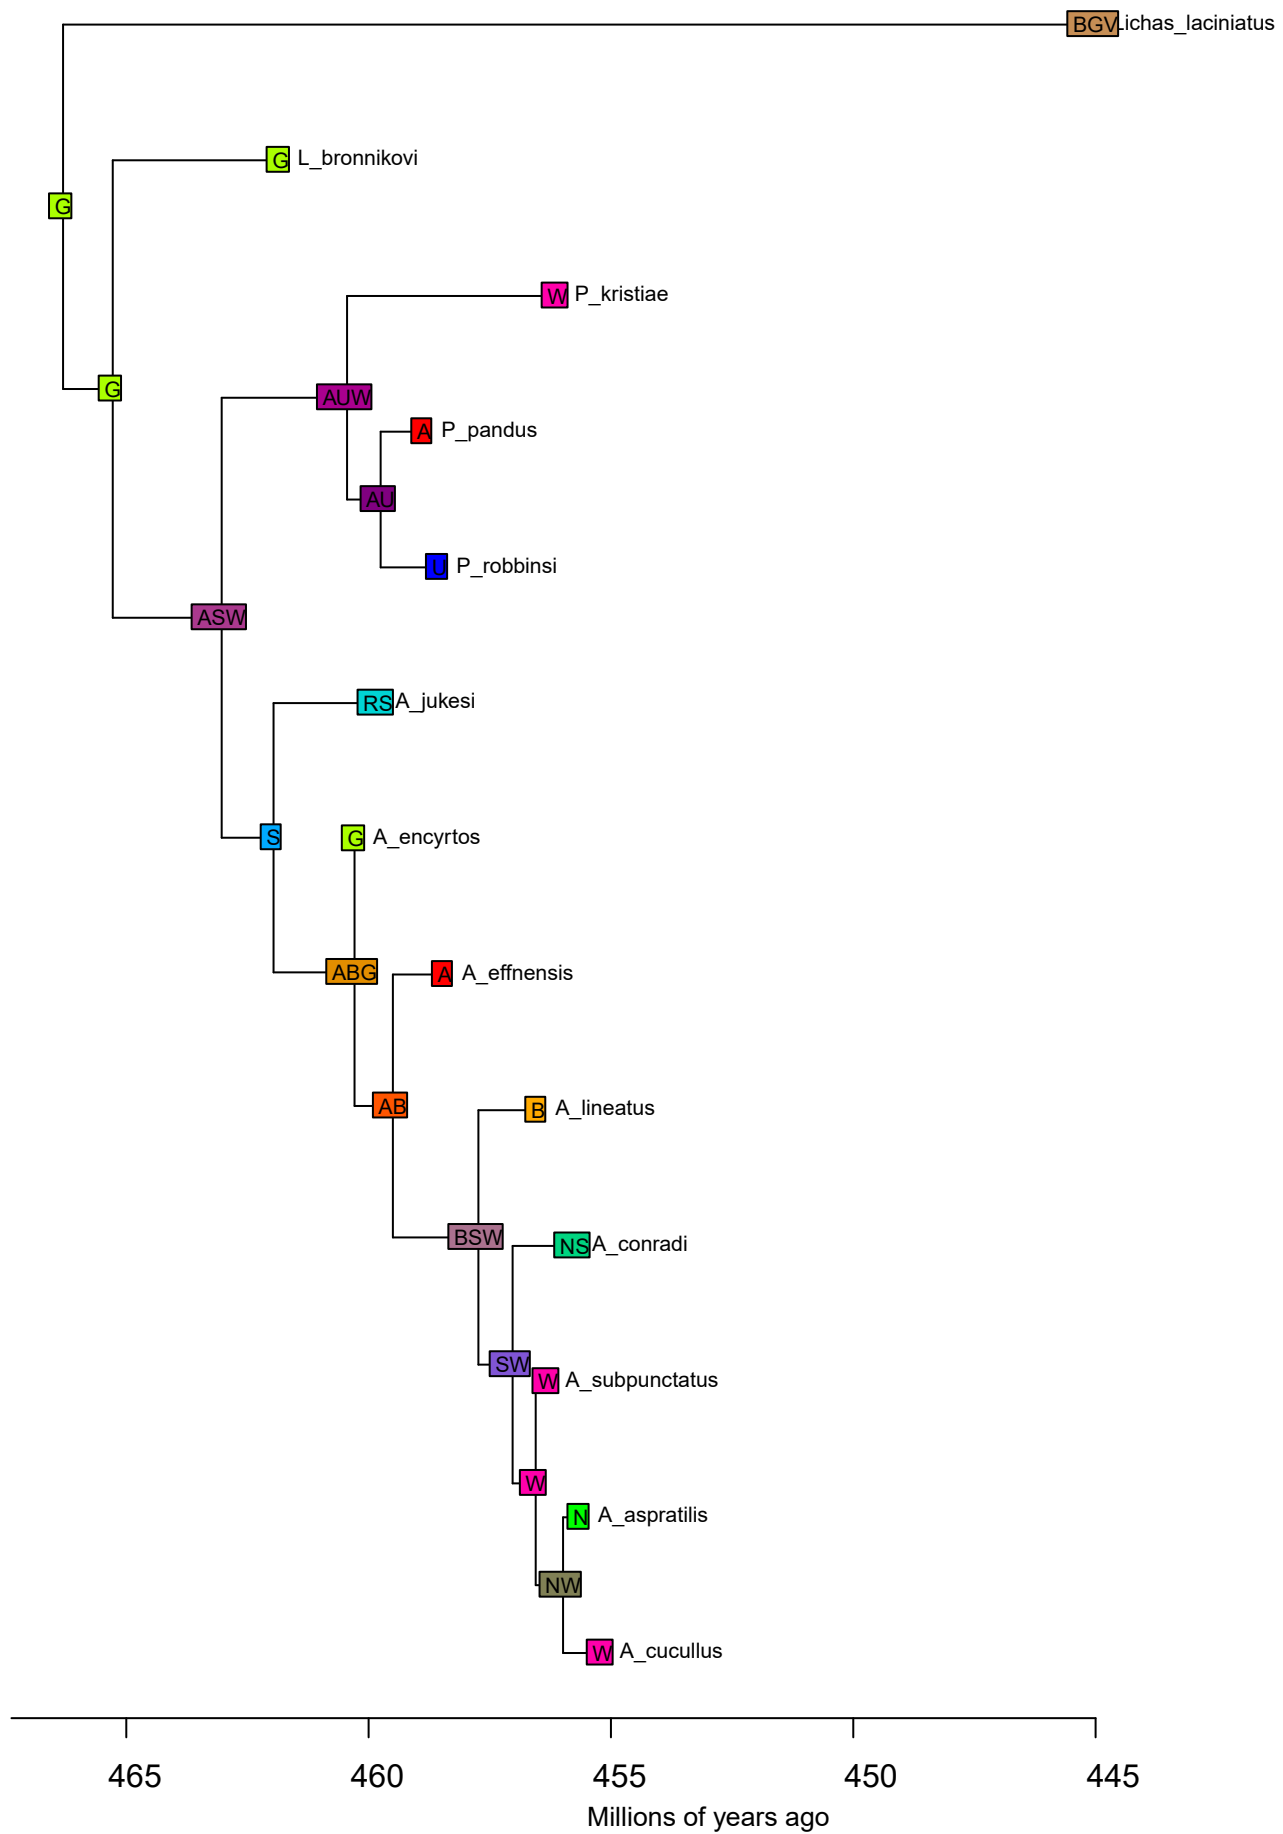 BGV Lichas_laciniatus
G L_bronnikovi
G
W P_kristiae
G
AUW
A P_pandus
AU
U P_robbinsi
ASW
RS A_jukesi
S
G A_encyrtos
ABG
A A_effnensis
AB
B A_lineatus
BSW
NS A_conradi
SW
W A_subpunctatus
W
N A_aspratilis
NW
W A_cucullus
465 460 455 450 445
Millions of years ago